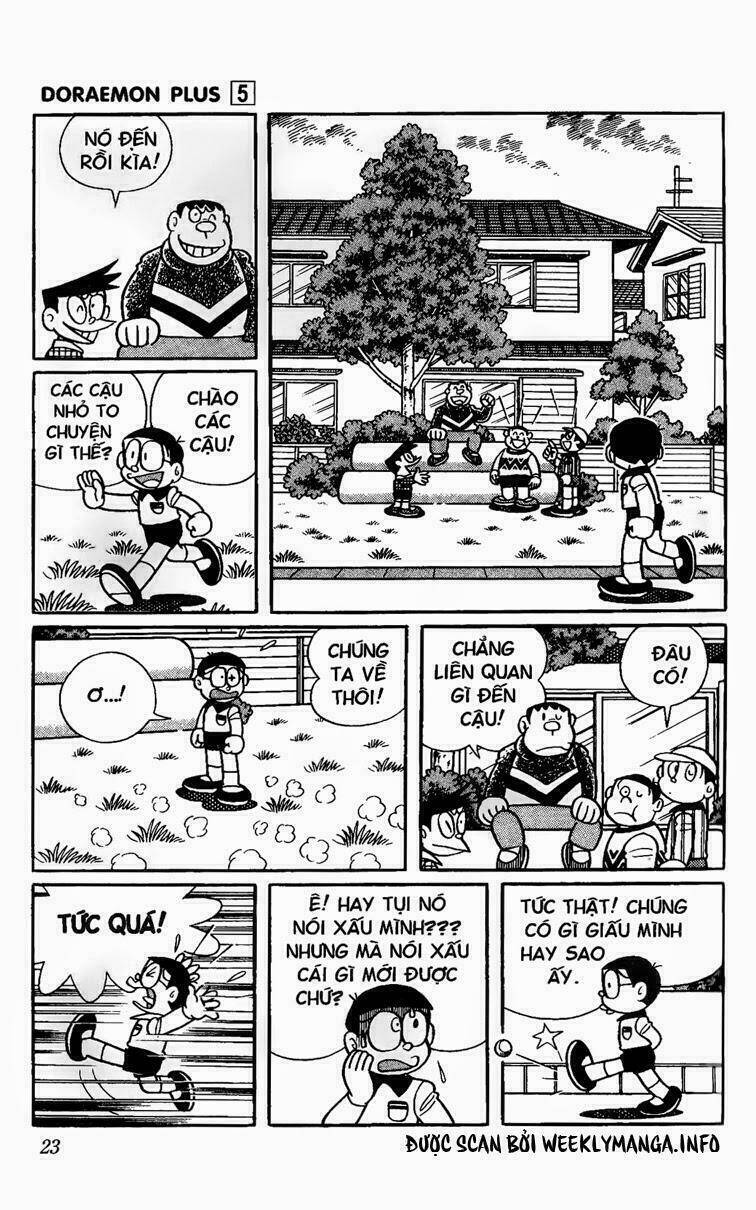 DORAEMON PLUS 5
NÓ ĐẾN
RỒI KÌA!
CHÀO
CÁC
CẬU!
CÁC CẬU
NHỎ TO
CHUYỆN
GÌ THẾ?
ĐÂU
CÓ!
CHẲNG
LIÊN QUAN
GÌ ĐẾN
CẬU!
CHÚNG
TA VỀ
THÔI!
Ơ...!
TỨC THẬT! CHÚNG
CÓ GÌ GIẤU MÌNH
HAY SAO
ẤY.
Ê! HAY TỤI NÓ
NÓI XẤU MÌNH???
NHƯNG MÀ NÓI XẤU
CÁI GÌ MỚI ĐƯỢC
CHỨ?
TỨC QUÁ!
23
ĐƯỢC SCAN BỞI WEEKLYMANGA.INFO